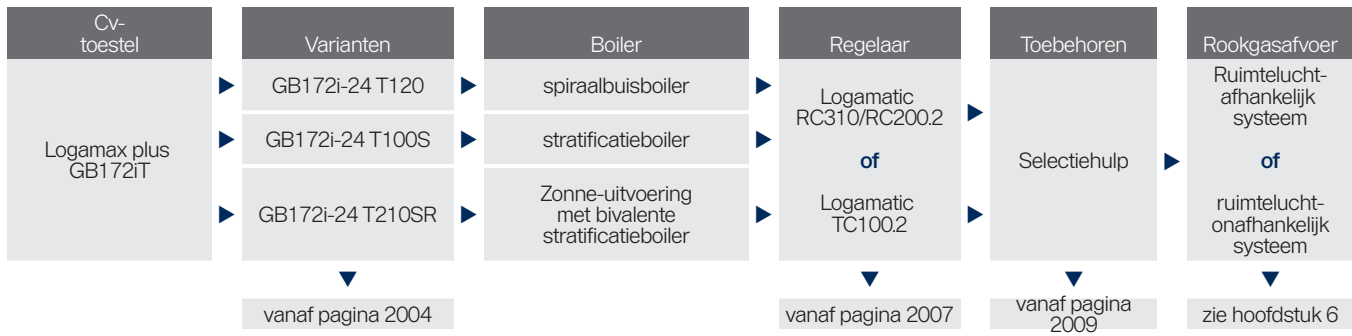 Cv-
toestel
Varianten
Boiler
Regelaar
Toebehoren
Rookgasafvoer
Logamax plus
GB172iT
GB172i-24 T120
GB172i-24 T100S
GB172i-24 T210SR
spiraalbuisboiler
stratificatieboiler
Zonne-uitvoering
met bivalente
stratificatieboiler
Logamatic
RC310/RC200.2
of
Logamatic
TC100.2
Selectiehulp
Ruimtelucht-
afhankelijk
systeem
of
ruimtelucht-
onafhankelijk
systeem
vanaf pagina 2004
vanaf pagina 2007
vanaf pagina
2009
zie hoofdstuk 6